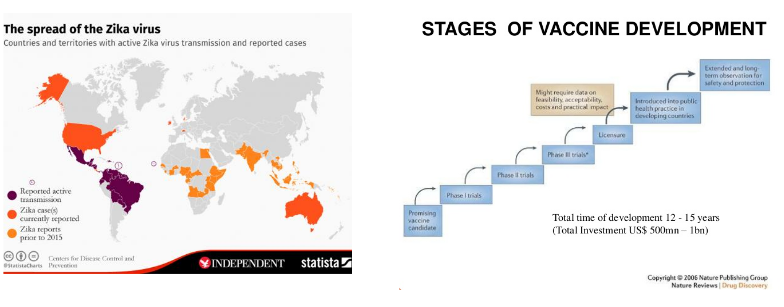 The spread of the Zika virus
Countries and territories with active Zika virus transmission and reported cases
Reported active
transmission
Zika case(s)
currently reported
Zika reports
prior to 2015
@StatistaCharts
Centers for Disease Control and
Prevention
INDEPENDENT
statista
STAGES OF VACCINE DEVELOPMENT
Extended and long-
term observation for
safety and protection
Might require data on
feasibility, acceptability,
costs and practical impact
Introduced into public
health practice in
developing countries
Licensure
Phase III trials*
Phase II trials
Phase I trials
Promising
vaccine
candidate
Total time of development 12 - 15 years
(Total Investment US$ 500mn – 1bn)
Copyright © 2006 Nature Publishing Group
Nature Reviews | Drug Discovery